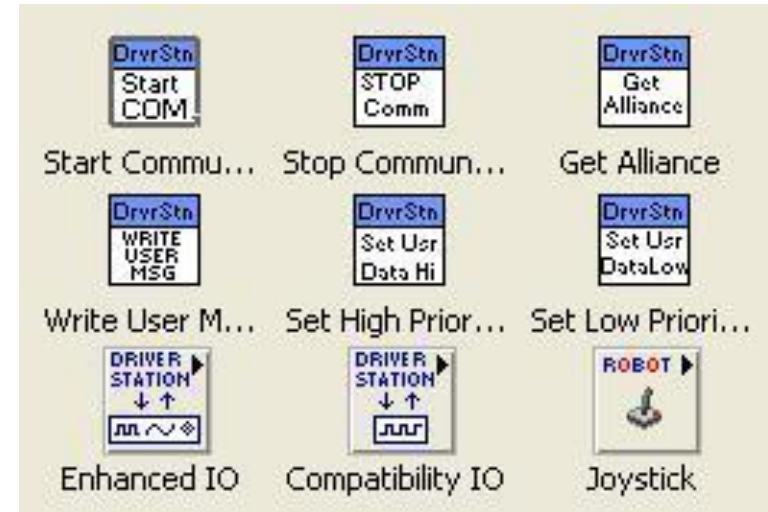 DrvrStn DrvrStn DrvrStn
Start STOP Get
COM Comm Alliance
Start Commu... Stop Commun... Get Alliance
DrvrStn DrvrStn DrvrStn
WRITE Set Usr Set Usr
USER Data Hi DataLow
MSG
Write User M... Set High Prior... Set Low Priori...
DRIVER DRIVER ROBOT
STATION STATION
Enhanced IO Compatibility IO Joystick